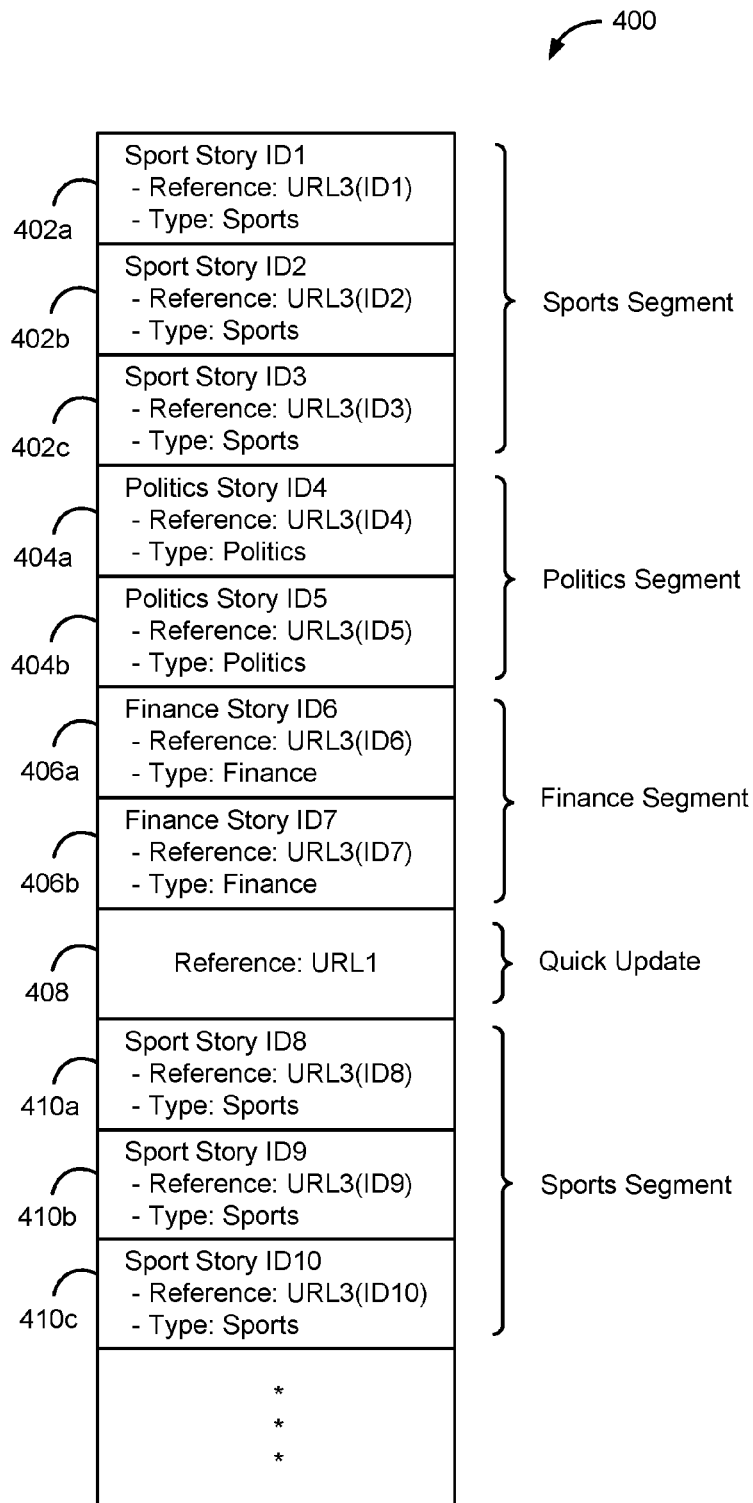 400
Sport Story ID1
- Reference: URL3(ID1)
- Type: Sports
402a
Sport Story ID2
- Reference: URL3(ID2)
- Type: Sports
402b
Sports Segment
Sport Story ID3
- Reference: URL3(ID3)
- Type: Sports
402c
Politics Story ID4
- Reference: URL3(ID4)
- Type: Politics
404a
Politics Segment
Politics Story ID5
- Reference: URL3(ID5)
- Type: Politics
404b
Finance Story ID6
- Reference: URL3(ID6)
- Type: Finance
406a
Finance Segment
Finance Story ID7
- Reference: URL3(ID7)
- Type: Finance
406b
Reference: URL1
Quick Update
408
Sport Story ID8
- Reference: URL3(ID8)
- Type: Sports
410a
Sport Story ID9
- Reference: URL3(ID9)
- Type: Sports
410b
Sports Segment
Sport Story ID10
- Reference: URL3(ID10)
- Type: Sports
410c
*
*
*